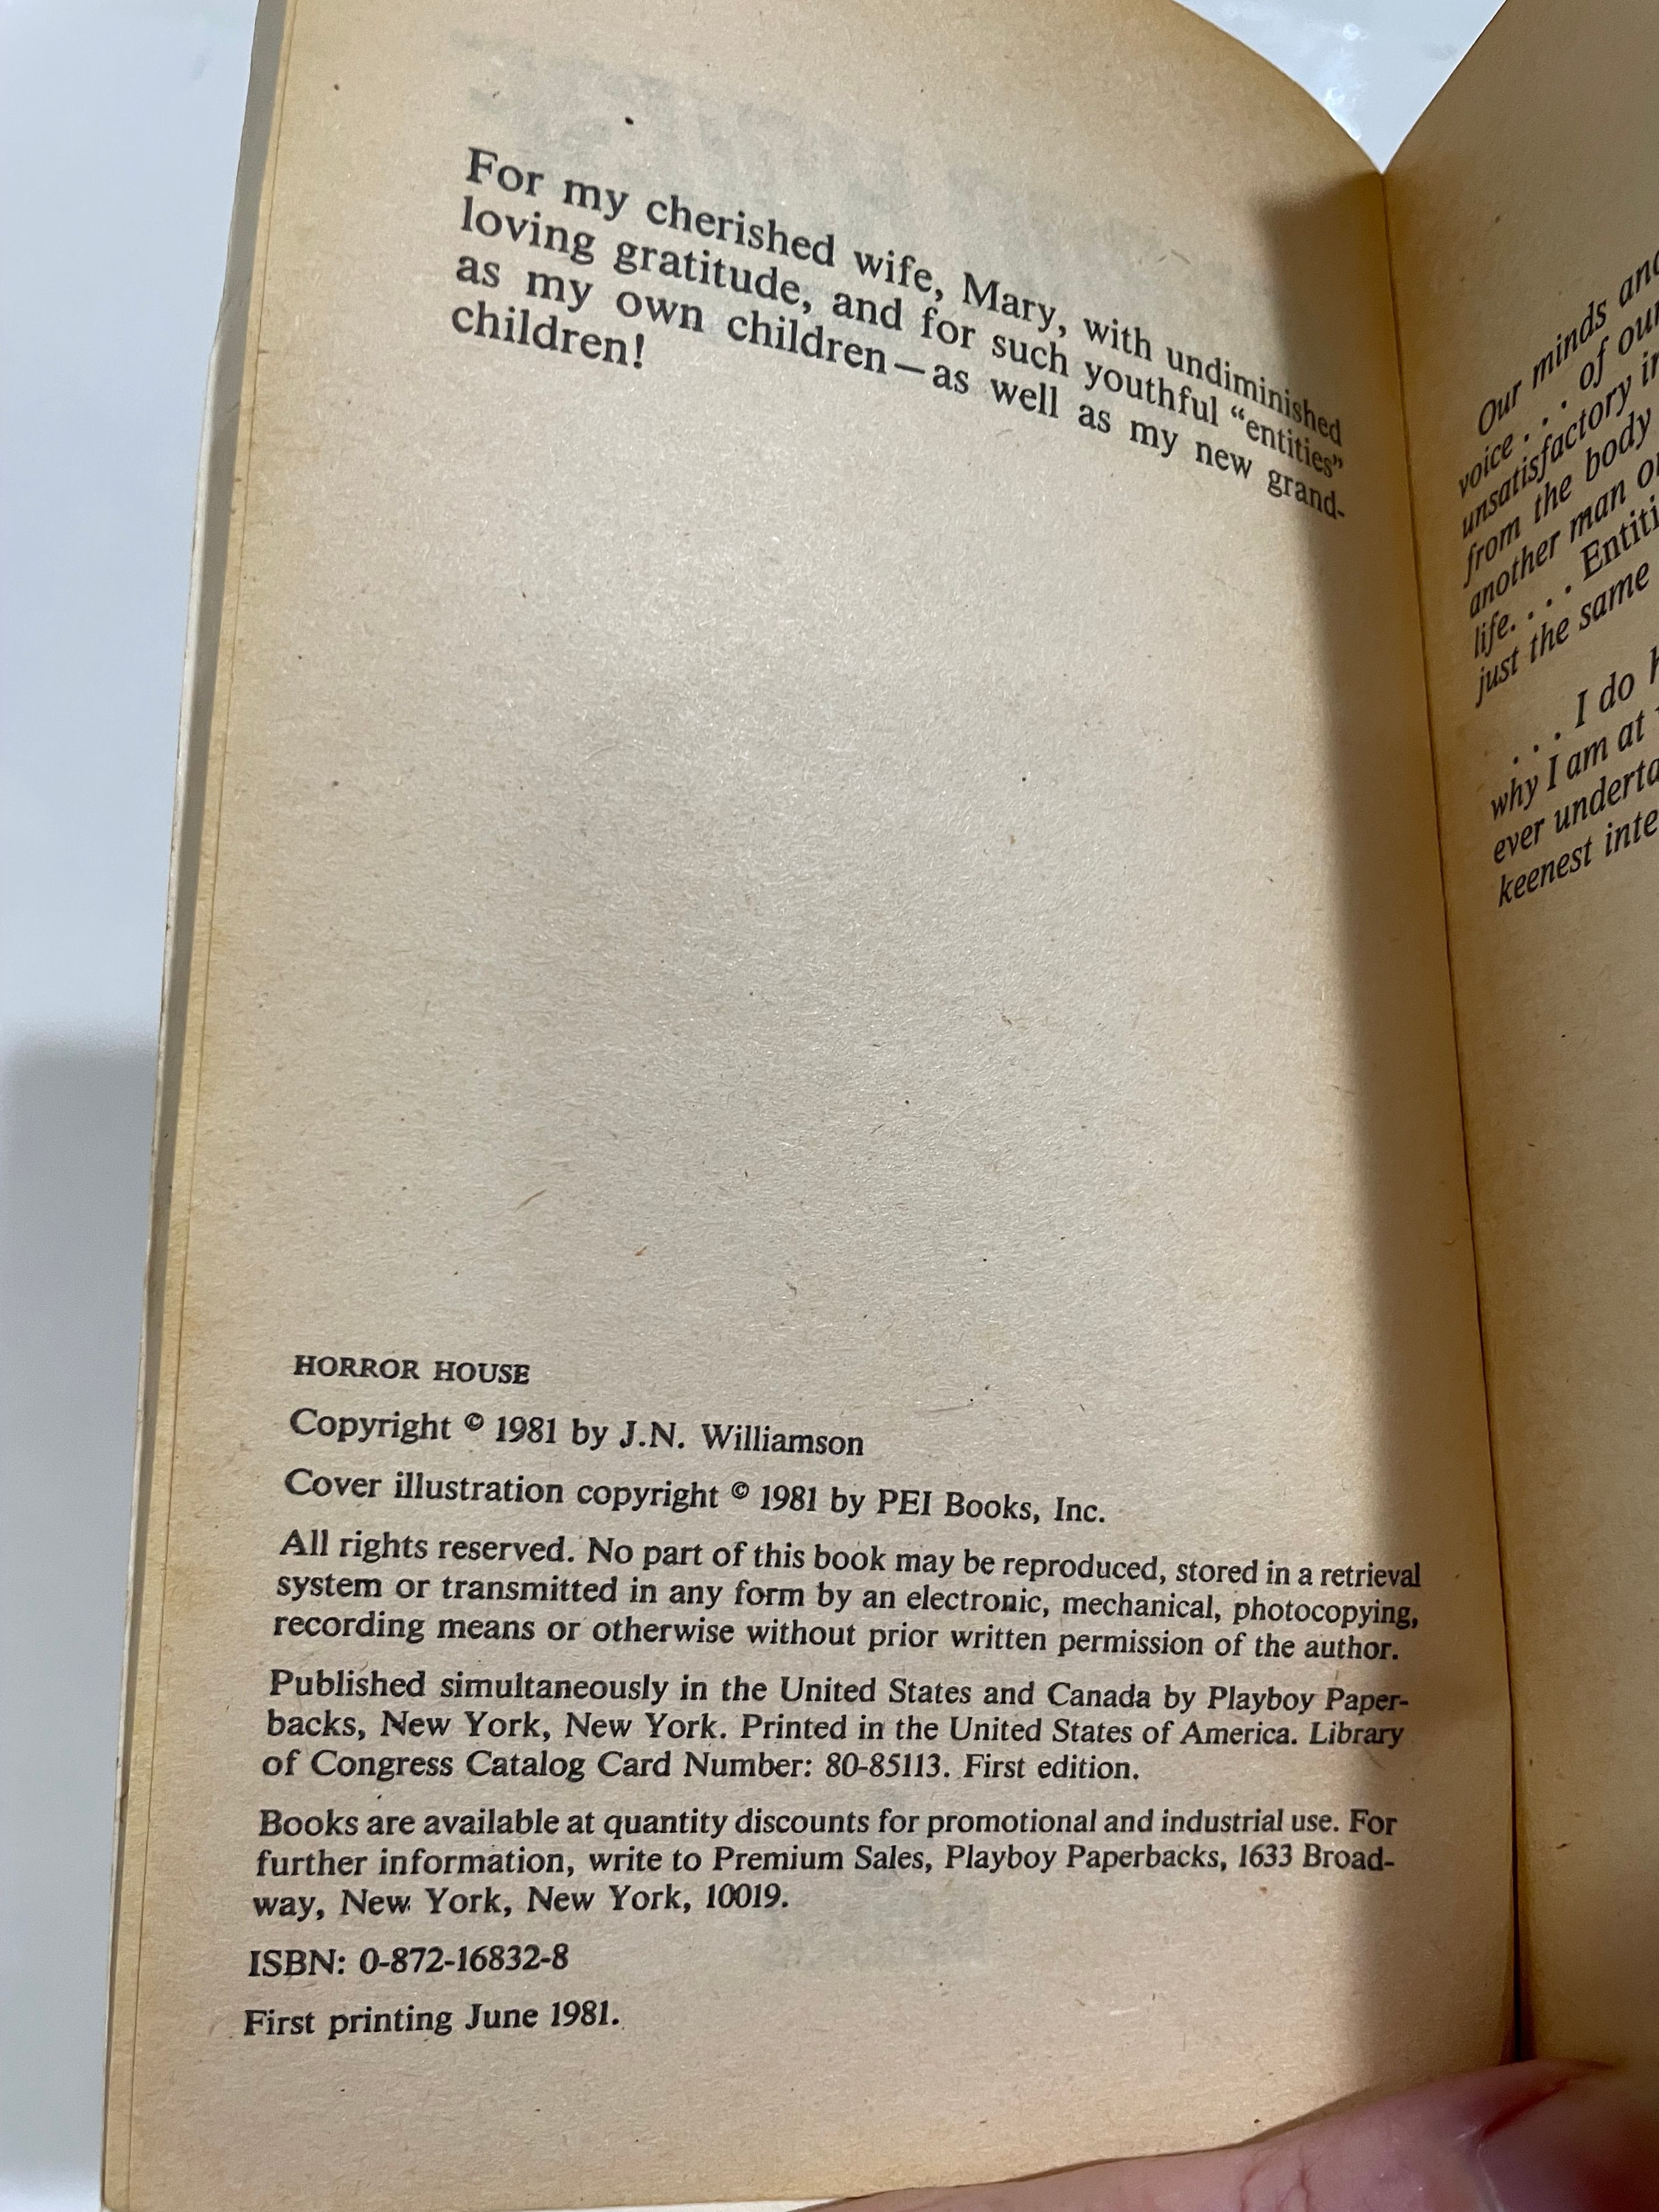 For my cherished wife, Mary, with undiminished
loving gratitude, and for such youthful “entities”
as my own children—as well as my new grand-
children!
HORROR HOUSE
Copyright © 1981 by J.N. Williamson
Cover illustration copyright © 1981 by PEI Books, Inc.
All rights reserved. No part of this book may be reproduced, stored in a retrieval
system or transmitted in any form by an electronic, mechanical, photocopying,
recording means or otherwise without prior written permission of the author.
Published simultaneously in the United States and Canada by Playboy Paper-
backs, New York, New York. Printed in the United States of America. Library
of Congress Catalog Card Number: 80-85113. First edition.
Books are available at quantity discounts for promotional and industrial use. For
further information, write to Premium Sales, Playboy Paperbacks, 1633 Broad-
way, New York, New York, 10019.
ISBN: 0-872-16832-8
First printing June 1981.
Our minds
voice . . . of
unsatisfactory
from the body
another man
life. . . .
just the same
. . . I do
why I am at
ever
keenest